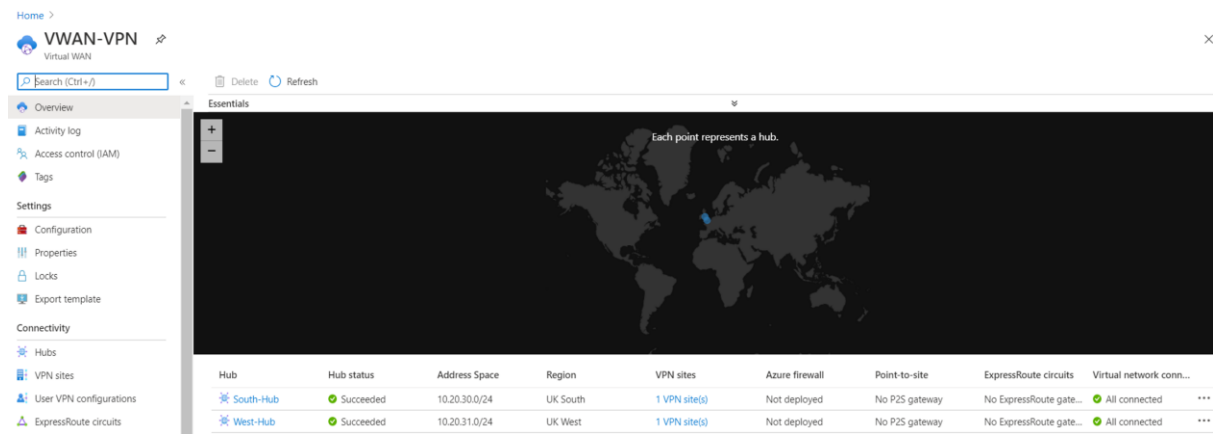 Home >
VWAN-VPN
Virtual WAN
Search (Ctrl+/)
«
Delete
Refresh
Overview
Activity log
Access control (IAM)
Tags
Settings
Configuration
Properties
Locks
Export template
Connectivity
Hubs
VPN sites
User VPN configurations
ExpressRoute circuits
Essentials
+
−
Each point represents a hub.
Hub Hub status Address Space Region VPN sites Azure firewall Point-to-site ExpressRoute circuits Virtual network conn...
South-Hub Succeeded 10.20.30.0/24 UK South 1 VPN site(s) Not deployed No P2S gateway No ExpressRoute gate... All connected ...
West-Hub Succeeded 10.20.31.0/24 UK West 1 VPN site(s) Not deployed No P2S gateway No ExpressRoute gate... All connected ...